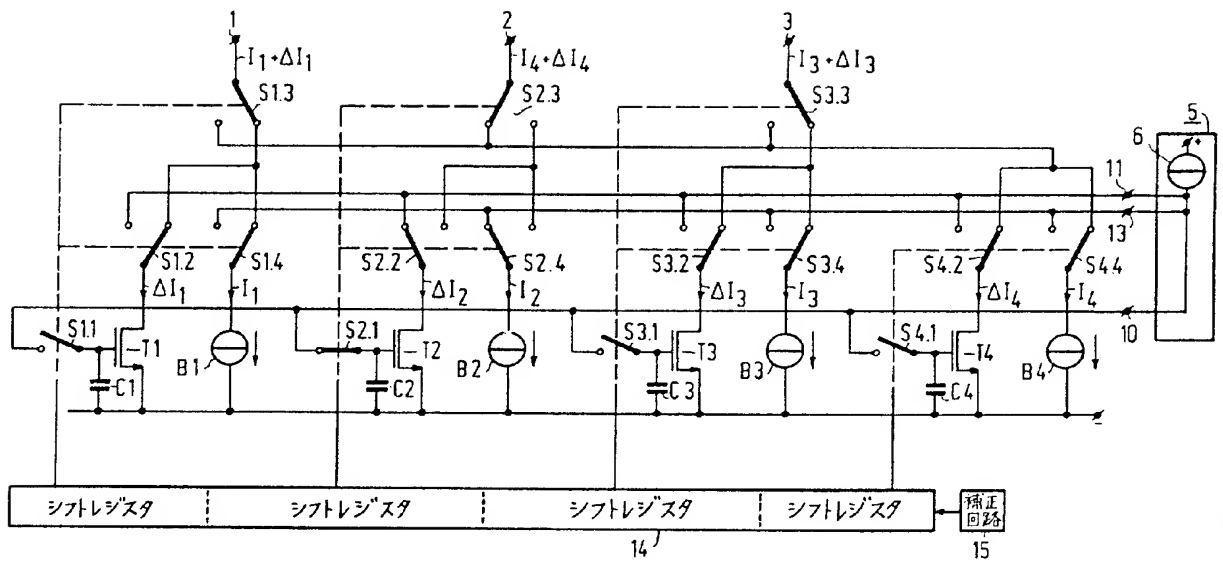 1 2 3
I1+ΔI1 I4+ΔI4 I3+ΔI3
S1.3 S2.3 S3.3
5
6 +
11
13
S1.2 S1.4 S2.2 S2.4 S3.2 S3.4 S4.2 S4.4
ΔI1 I1 ΔI2 I2 ΔI3 I3 ΔI4 I4
10
S1.1 T1 S2.1 T2 S3.1 T3 S4.1 T4
B1 B2 B3 B4
C1 C2 C3 C4
−
シフトレジスタ シフトレジスタ シフトレジスタ シフトレジスタ
補正
回路
14 15